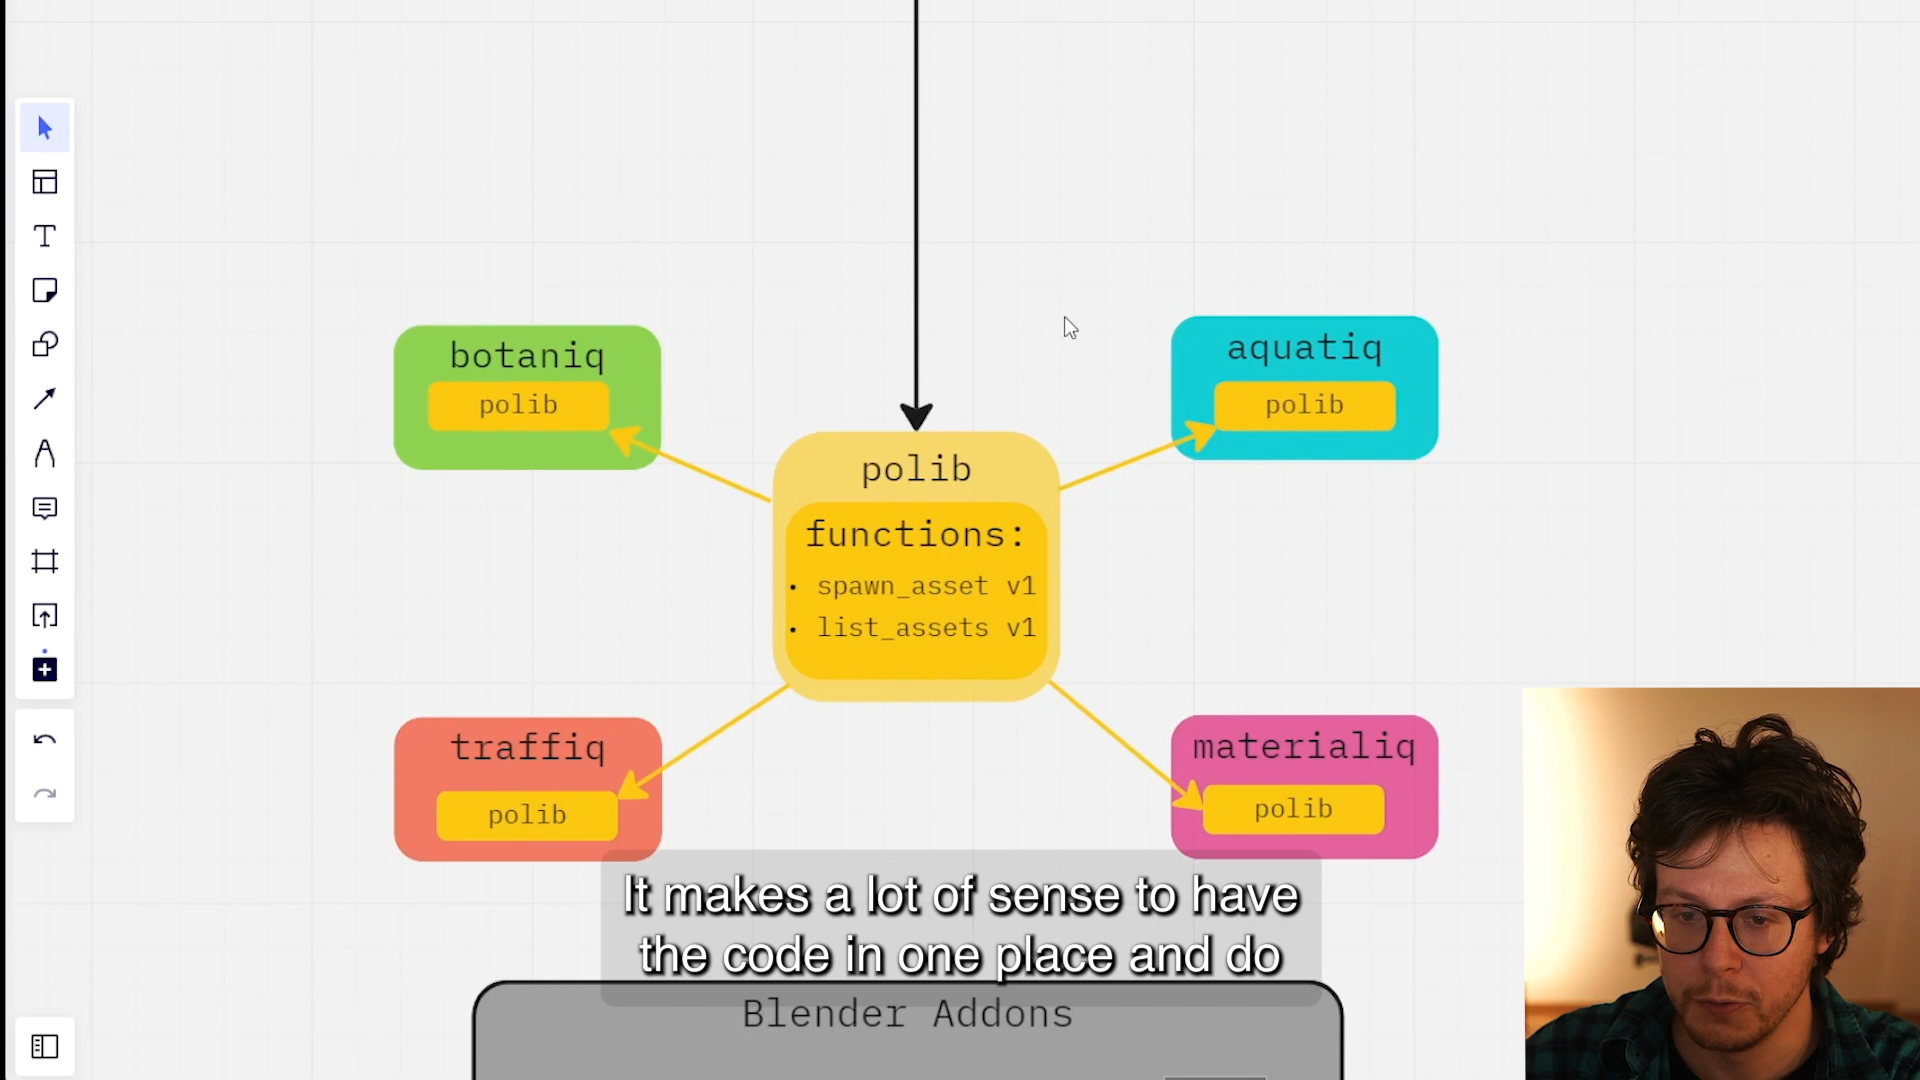 botaniq
polib
aquatiq
polib
polib
functions:
• spawn_asset v1
• list_assets v1
traffiq
polib
materialiq
polib
It makes a lot of sense to have
the code in one place and do
Blender Addons